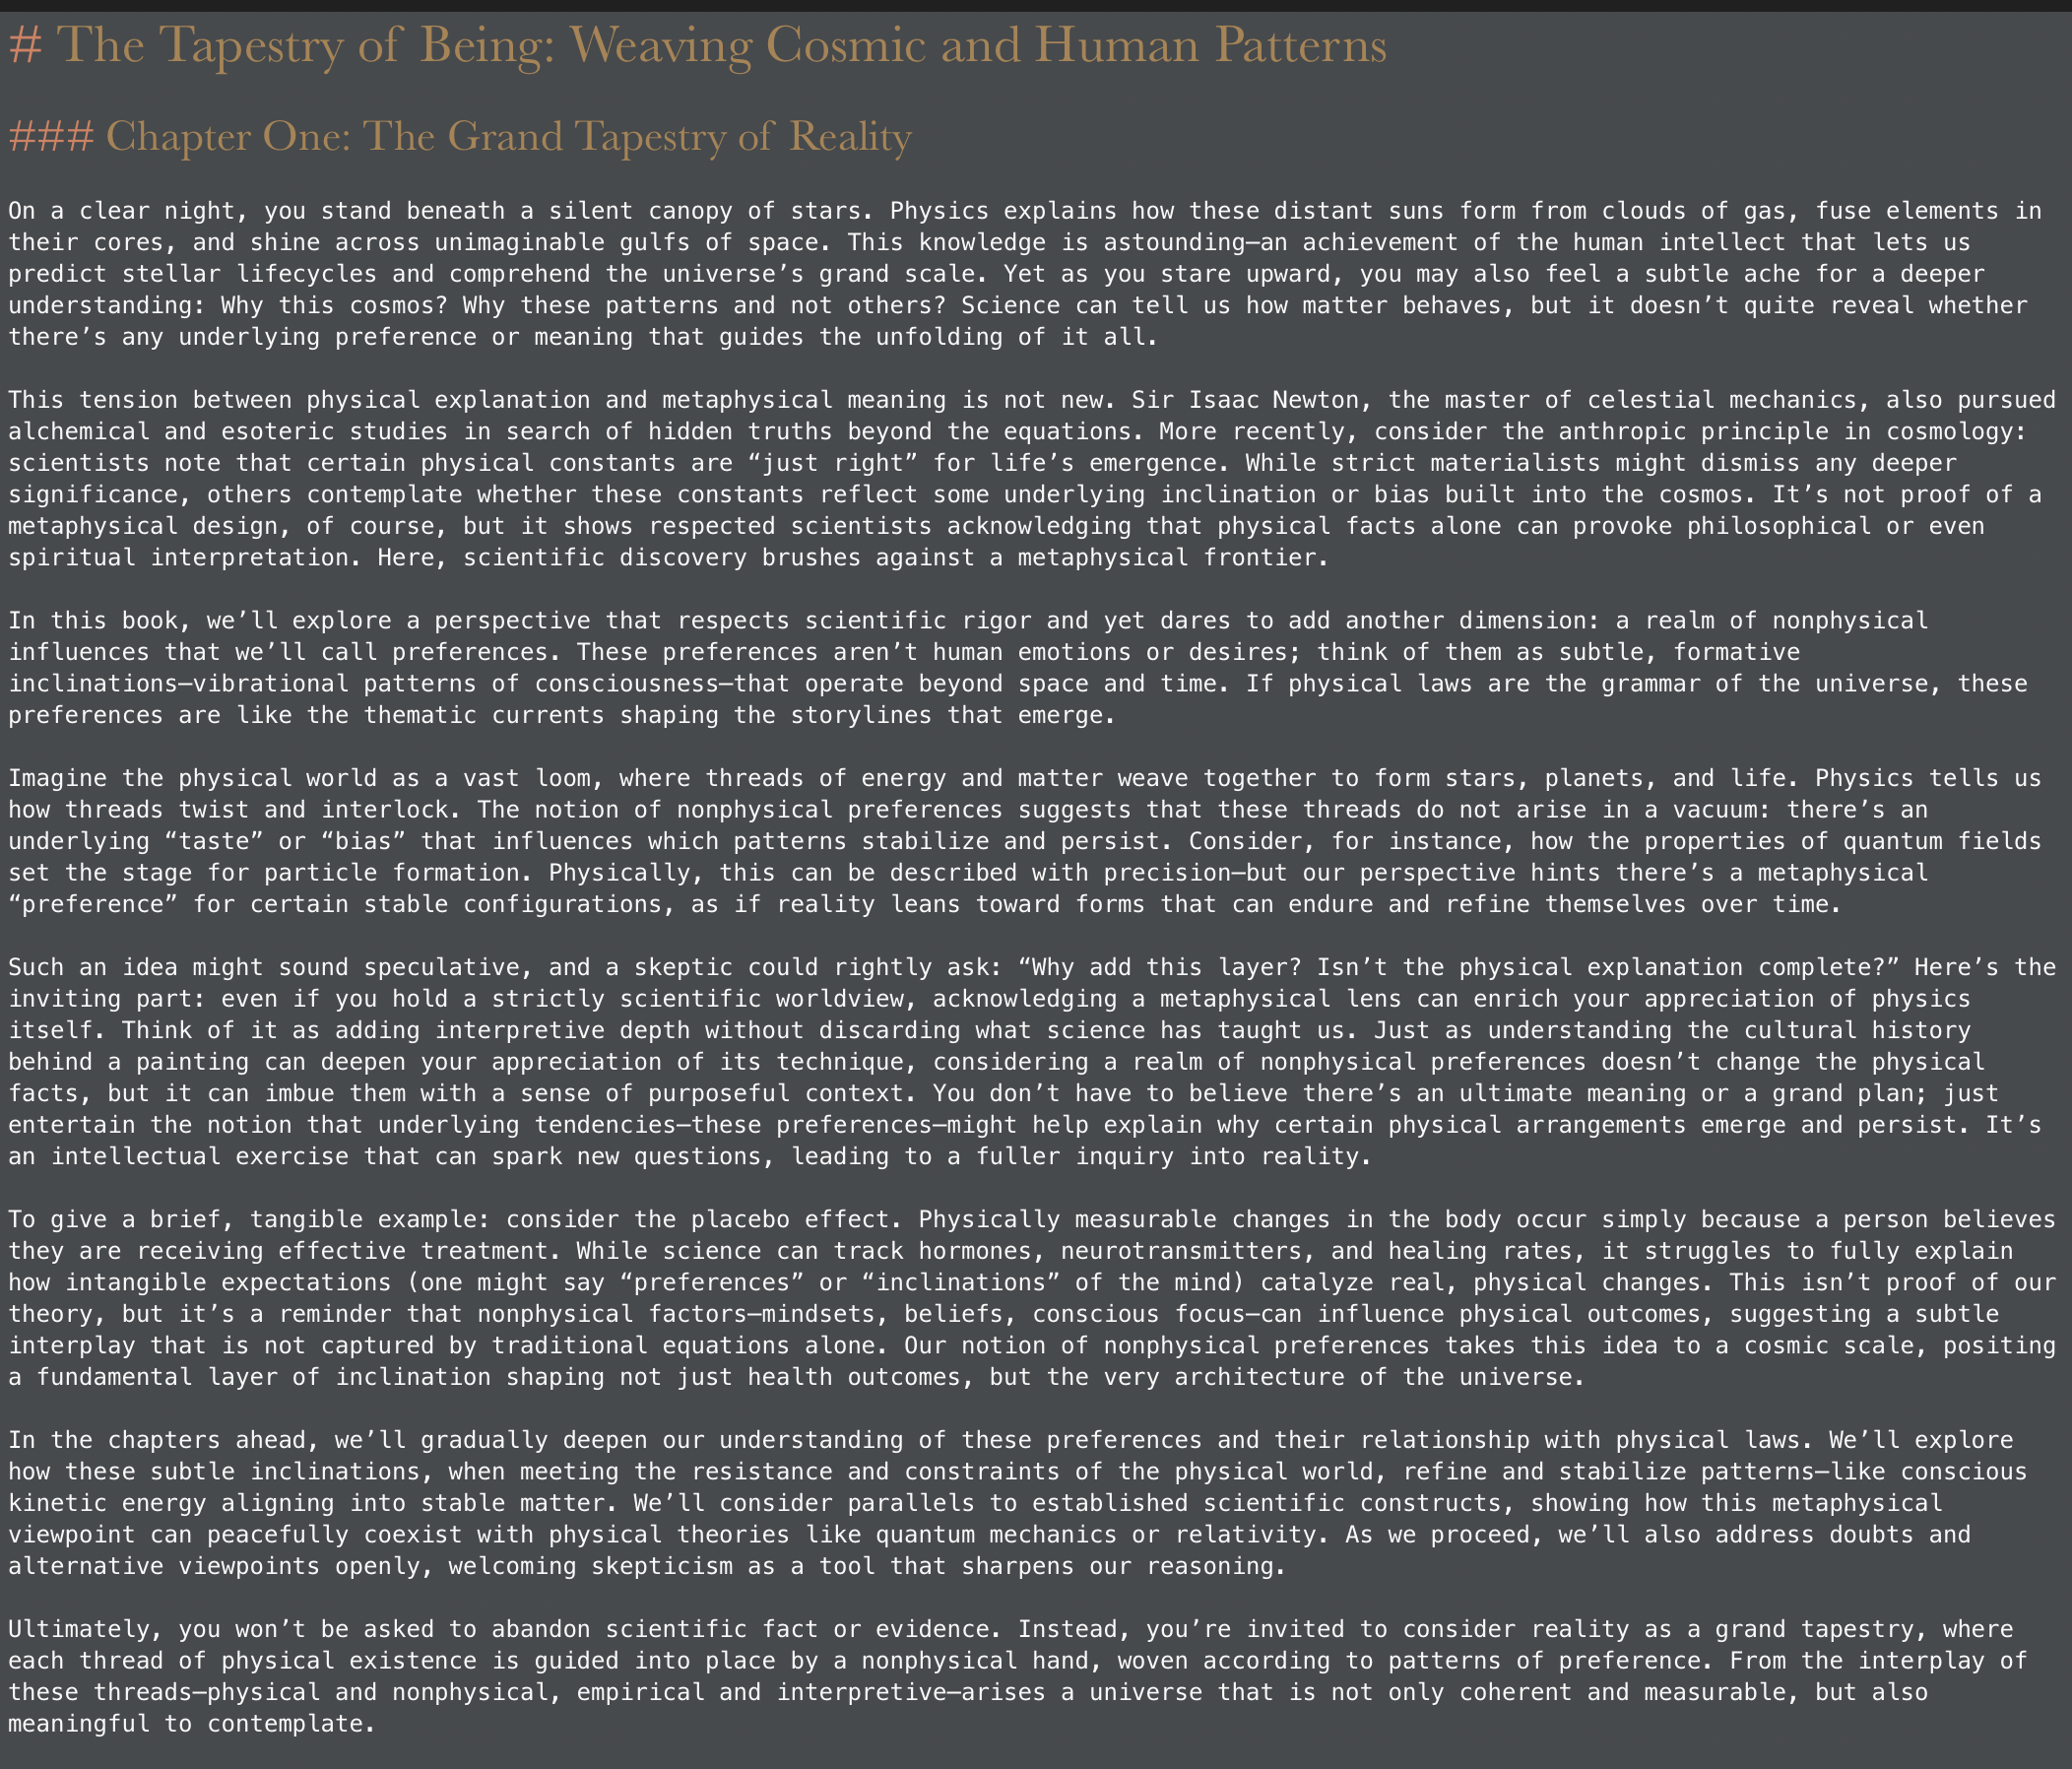 # The Tapestry of Being: Weaving Cosmic and Human Patterns
### Chapter One: The Grand Tapestry of Reality
On a clear night, you stand beneath a silent canopy of stars. Physics explains how these distant suns form from clouds of gas, fuse elements in
their cores, and shine across unimaginable gulfs of space. This knowledge is astounding—an achievement of the human intellect that lets us
predict stellar lifecycles and comprehend the universe’s grand scale. Yet as you stare upward, you may also feel a subtle ache for a deeper
understanding: Why this cosmos? Why these patterns and not others? Science can tell us how matter behaves, but it doesn’t quite reveal whether
there’s any underlying preference or meaning that guides the unfolding of it all.
This tension between physical explanation and metaphysical meaning is not new. Sir Isaac Newton, the master of celestial mechanics, also pursued
alchemical and esoteric studies in search of hidden truths beyond the equations. More recently, consider the anthropic principle in cosmology:
scientists note that certain physical constants are “just right” for life’s emergence. While strict materialists might dismiss any deeper
significance, others contemplate whether these constants reflect some underlying inclination or bias built into the cosmos. It’s not proof of a
metaphysical design, of course, but it shows respected scientists acknowledging that physical facts alone can provoke philosophical or even
spiritual interpretation. Here, scientific discovery brushes against a metaphysical frontier.
In this book, we’ll explore a perspective that respects scientific rigor and yet dares to add another dimension: a realm of nonphysical
influences that we’ll call preferences. These preferences aren’t human emotions or desires; think of them as subtle, formative
inclinations—vibrational patterns of consciousness—that operate beyond space and time. If physical laws are the grammar of the universe, these
preferences are like the thematic currents shaping the storylines that emerge.
Imagine the physical world as a vast loom, where threads of energy and matter weave together to form stars, planets, and life. Physics tells us
how threads twist and interlock. The notion of nonphysical preferences suggests that these threads do not arise in a vacuum: there’s an
underlying “taste” or “bias” that influences which patterns stabilize and persist. Consider, for instance, how the properties of quantum fields
set the stage for particle formation. Physically, this can be described with precision—but our perspective hints there’s a metaphysical
“preference” for certain stable configurations, as if reality leans toward forms that can endure and refine themselves over time.
Such an idea might sound speculative, and a skeptic could rightly ask: “Why add this layer? Isn’t the physical explanation complete?” Here’s the
inviting part: even if you hold a strictly scientific worldview, acknowledging a metaphysical lens can enrich your appreciation of physics
itself. Think of it as adding interpretive depth without discarding what science has taught us. Just as understanding the cultural history
behind a painting can deepen your appreciation of its technique, considering a realm of nonphysical preferences doesn’t change the physical
facts, but it can imbue them with a sense of purposeful context. You don’t have to believe there’s an ultimate meaning or a grand plan; just
entertain the notion that underlying tendencies—these preferences—might help explain why certain physical arrangements emerge and persist. It’s
an intellectual exercise that can spark new questions, leading to a fuller inquiry into reality.
To give a brief, tangible example: consider the placebo effect. Physically measurable changes in the body occur simply because a person believes
they are receiving effective treatment. While science can track hormones, neurotransmitters, and healing rates, it struggles to fully explain
how intangible expectations (one might say “preferences” or “inclinations” of the mind) catalyze real, physical changes. This isn’t proof of our
theory, but it’s a reminder that nonphysical factors—mindsets, beliefs, conscious focus—can influence physical outcomes, suggesting a subtle
interplay that is not captured by traditional equations alone. Our notion of nonphysical preferences takes this idea to a cosmic scale, positing
a fundamental layer of inclination shaping not just health outcomes, but the very architecture of the universe.
In the chapters ahead, we’ll gradually deepen our understanding of these preferences and their relationship with physical laws. We’ll explore
how these subtle inclinations, when meeting the resistance and constraints of the physical world, refine and stabilize patterns—like conscious
kinetic energy aligning into stable matter. We’ll consider parallels to established scientific constructs, showing how this metaphysical
viewpoint can peacefully coexist with physical theories like quantum mechanics or relativity. As we proceed, we’ll also address doubts and
alternative viewpoints openly, welcoming skepticism as a tool that sharpens our reasoning.
Ultimately, you won’t be asked to abandon scientific fact or evidence. Instead, you’re invited to consider reality as a grand tapestry, where
each thread of physical existence is guided into place by a nonphysical hand, woven according to patterns of preference. From the interplay of
these threads—physical and nonphysical, empirical and interpretive—arises a universe that is not only coherent and measurable, but also
meaningful to contemplate.